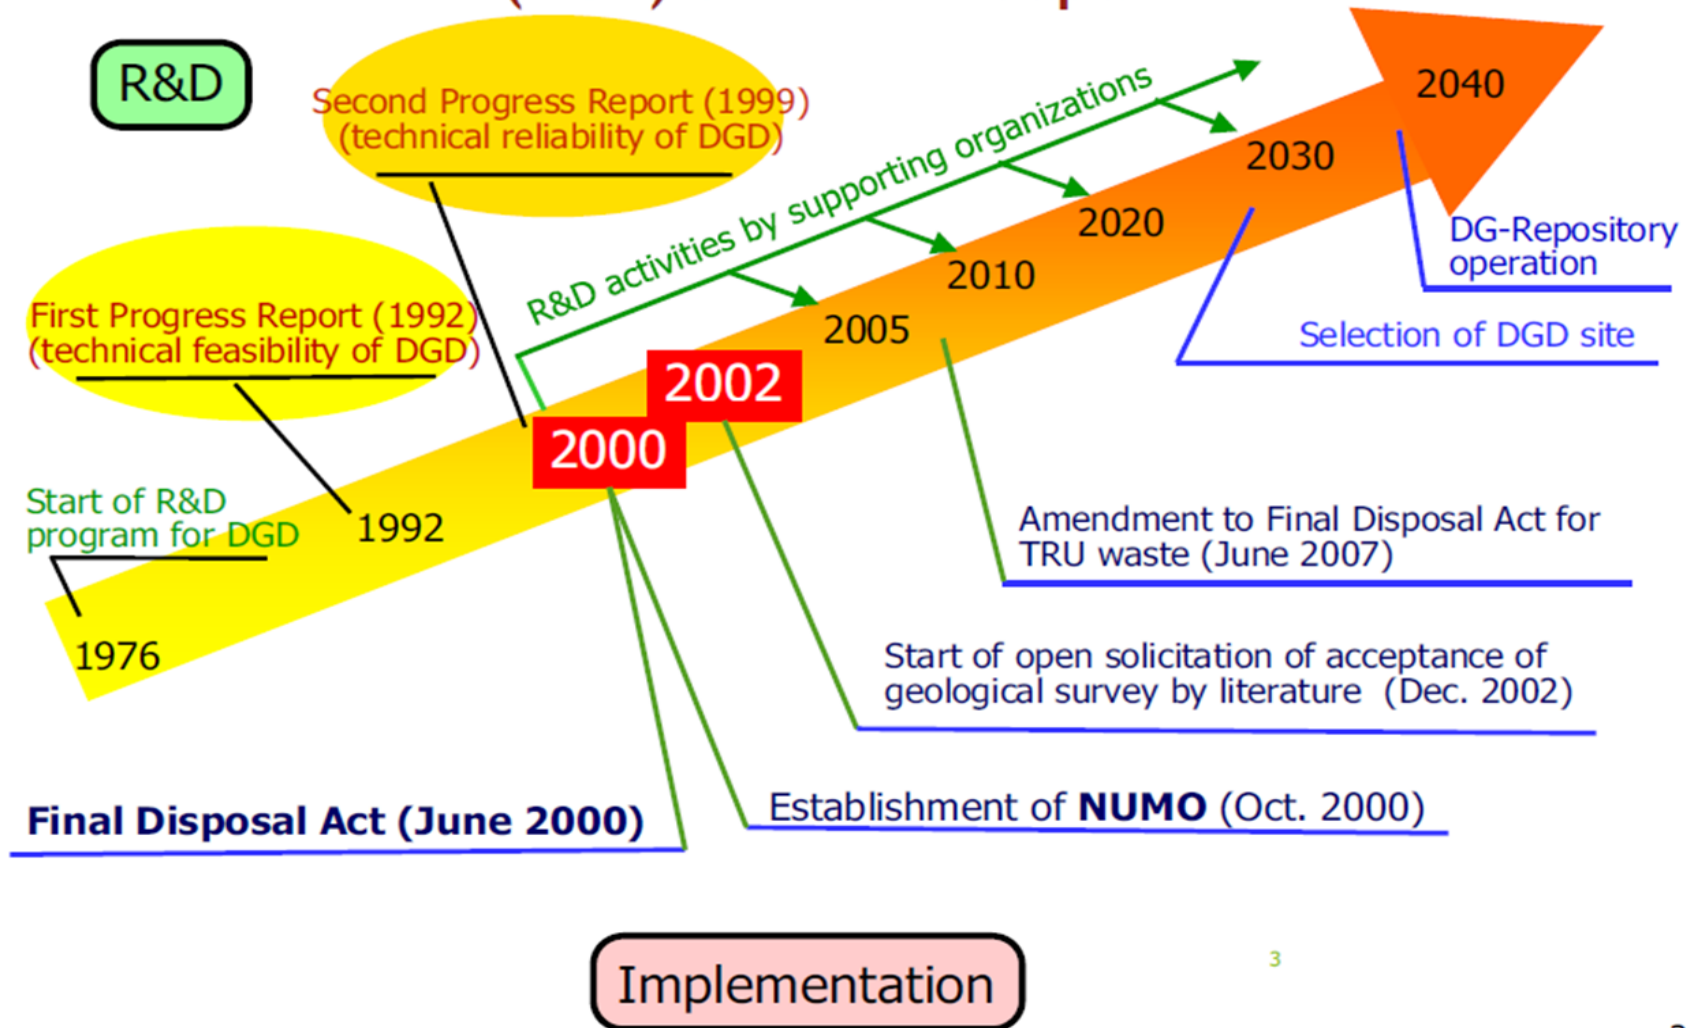 R&D
Second Progress Report (1999)
(technical reliability of DGD)
R&D activities by supporting organizations
2040
2030
2020
2010
2005
DG-Repository
operation
Selection of DGD site
First Progress Report (1992)
(technical feasibility of DGD)
2002
2000
Start of R&D
program for DGD
1992
1976
Amendment to Final Disposal Act for
TRU waste (June 2007)
Start of open solicitation of acceptance of
geological survey by literature (Dec. 2002)
Establishment of NUMO (Oct. 2000)
Final Disposal Act (June 2000)
3
Implementation